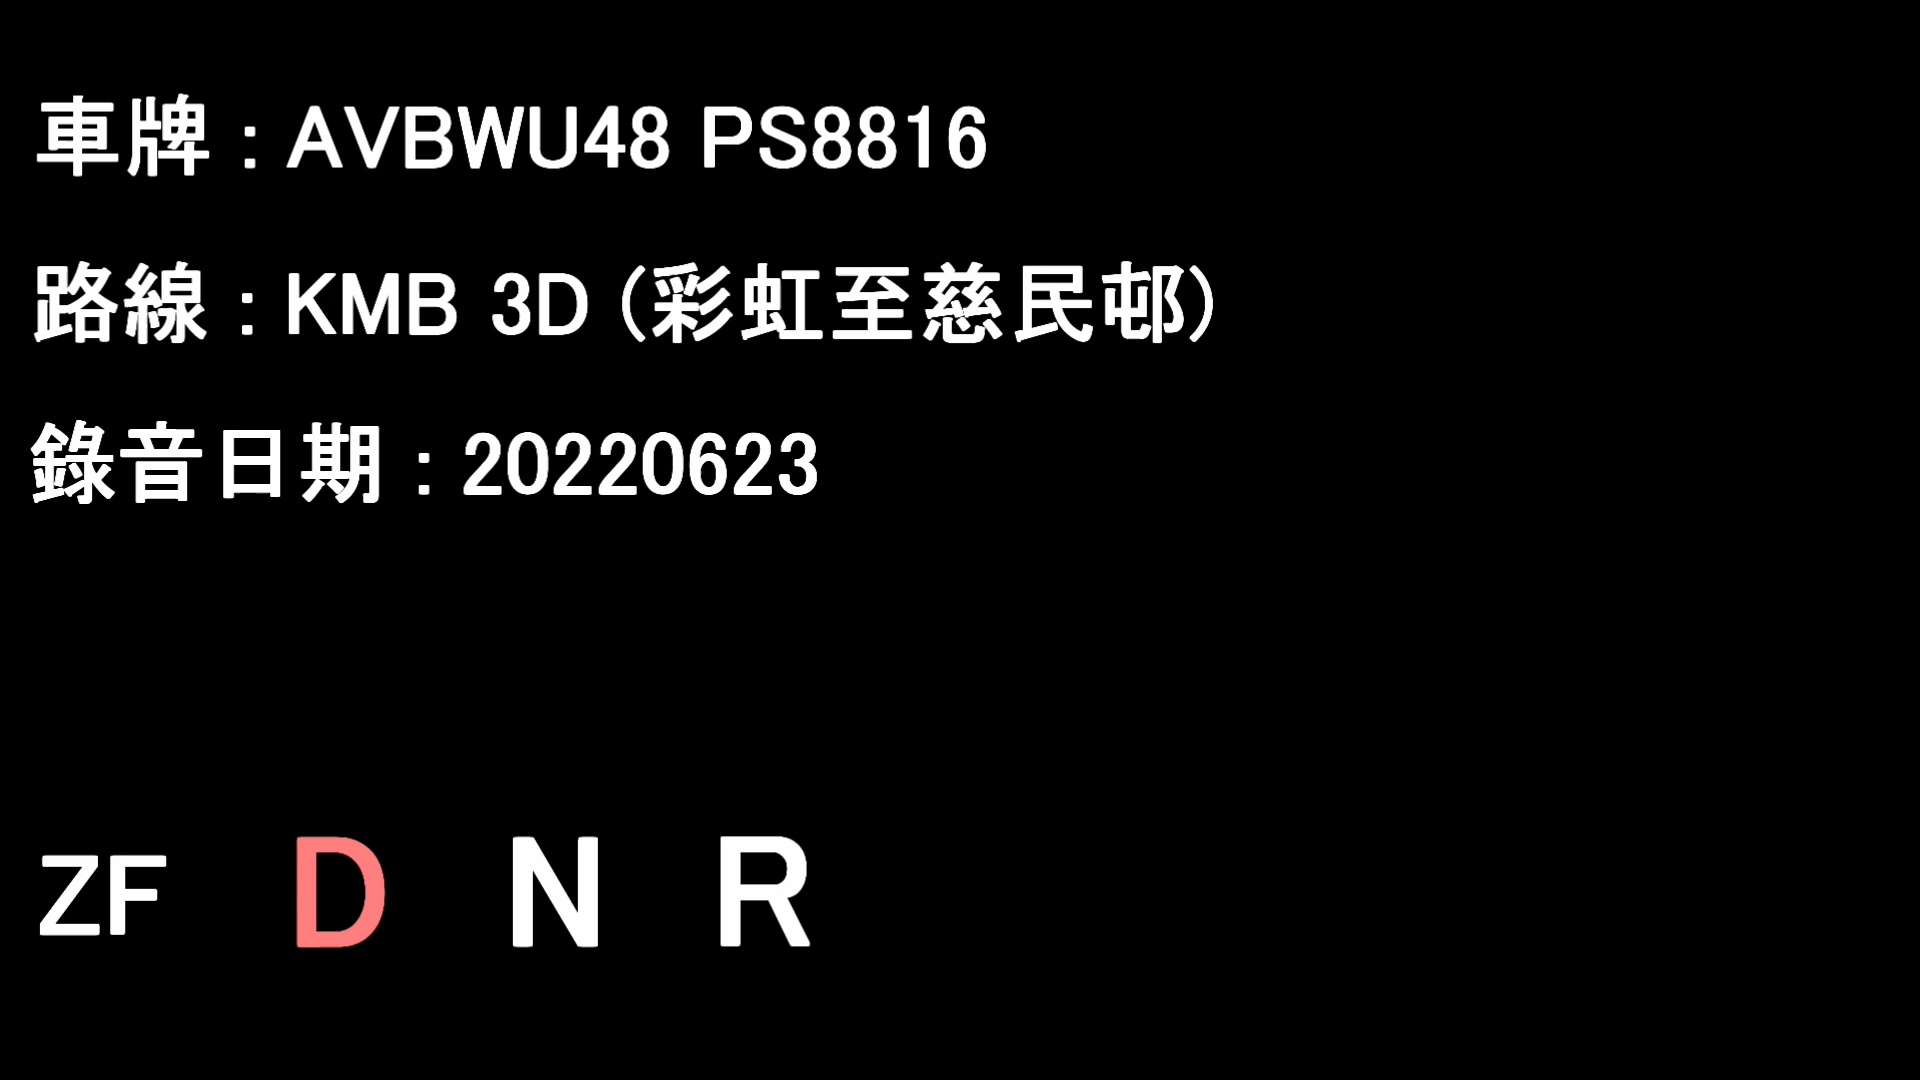 車牌 : AVBWU48 PS8816
路線 : KMB 3D (彩虹至慈民邨)
錄音日期 : 20220623
ZF D N R